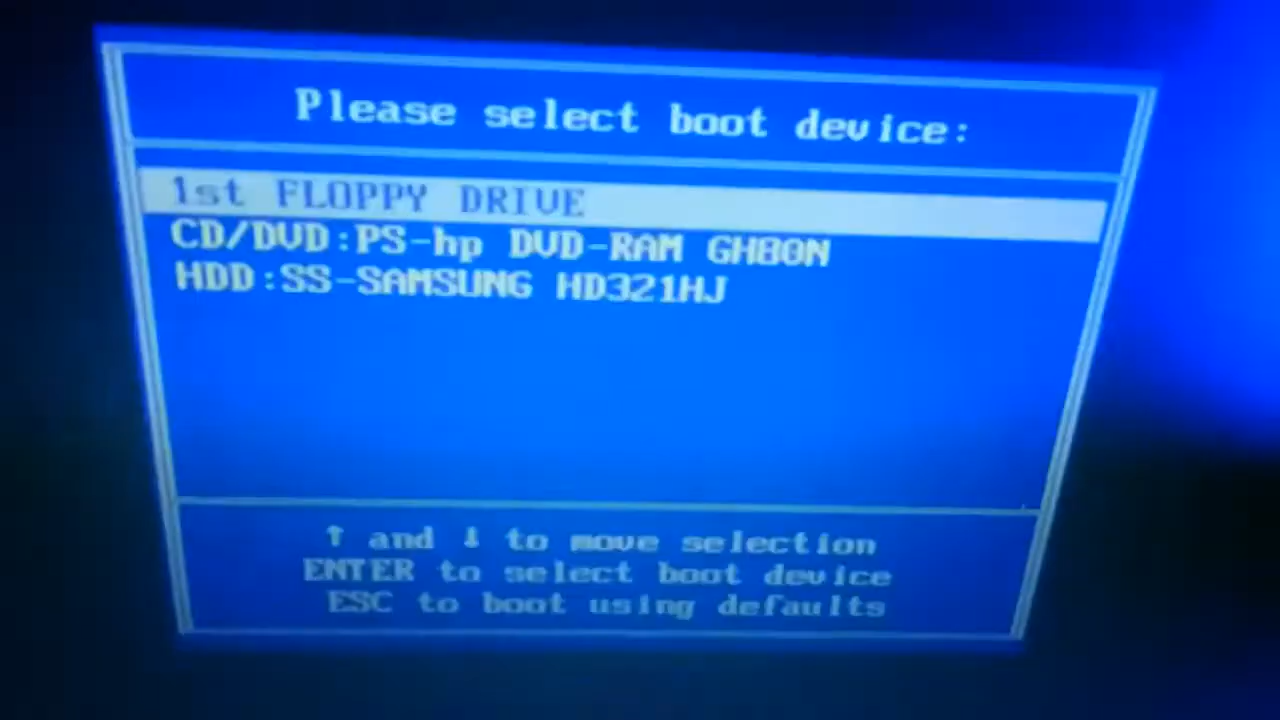 Please select boot device:
1st FLOPPY DRIVE
CD/DVD:PS-hp DVD-RAM GH80N
HDD:SS-SAMSUNG HD321HJ
↑ and ↓ to move selection
ENTER to select boot device
ESC to boot using defaults